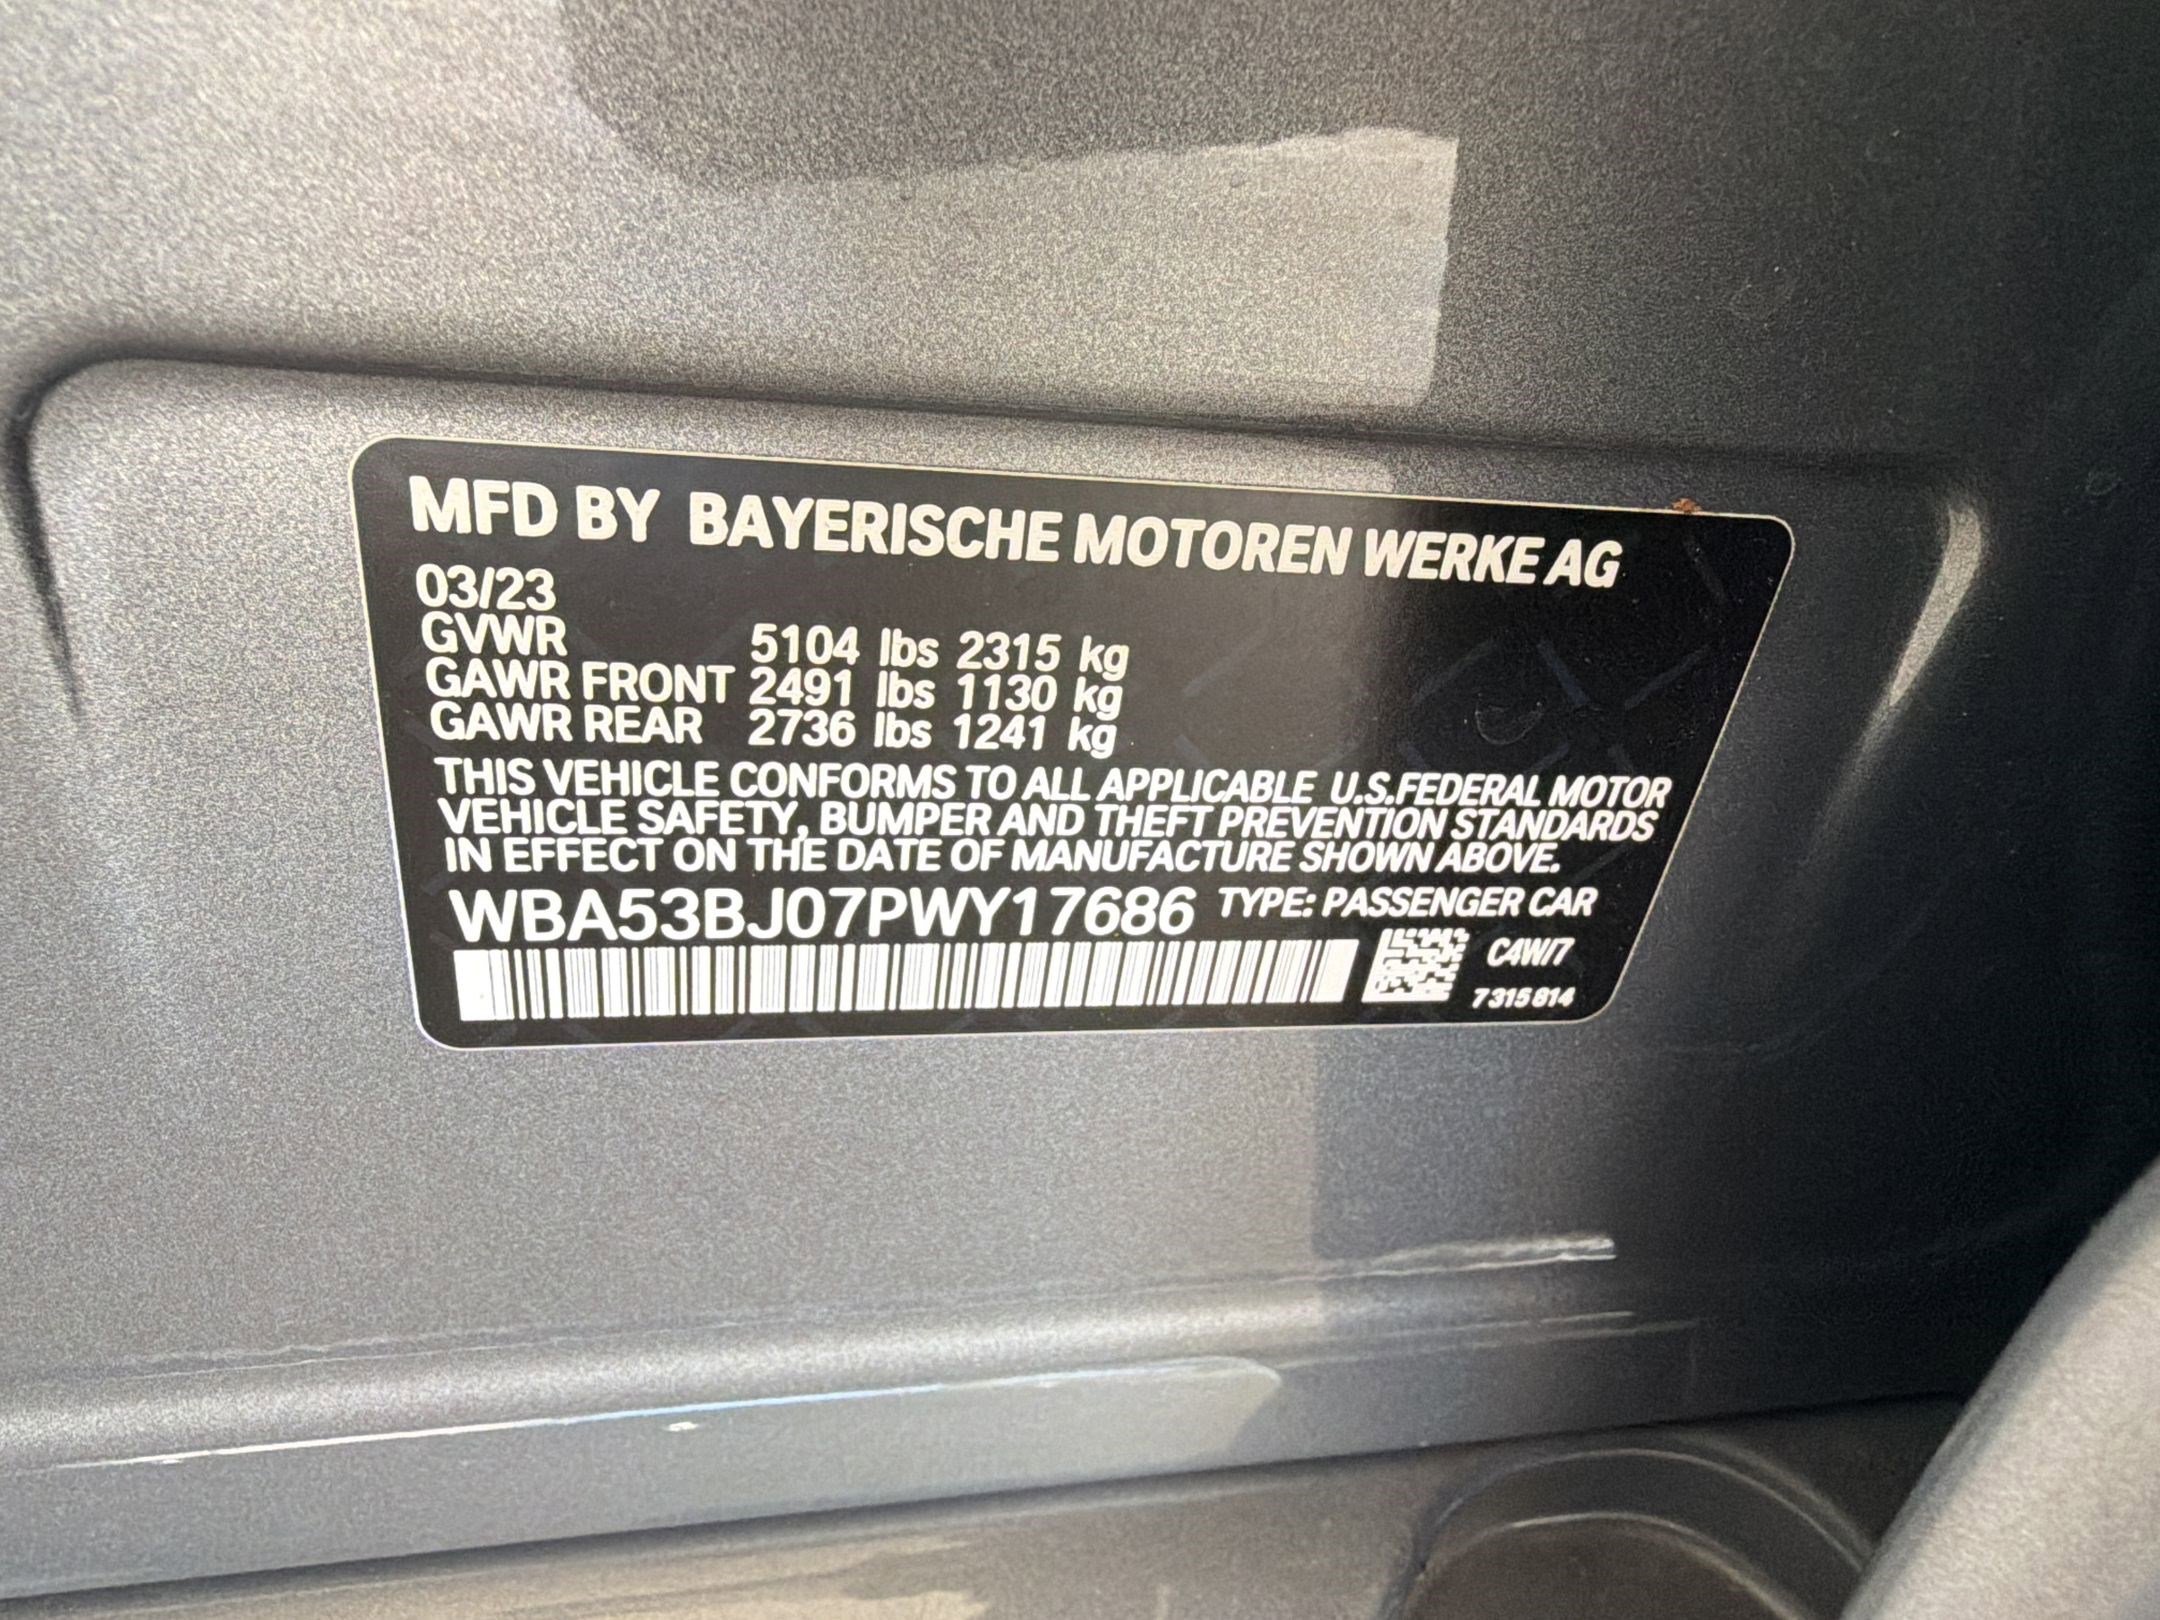 MFD BY BAYERISCHE MOTOREN WERKE AG
03/23
GVWR 5104 lbs 2315 kg
GAWR FRONT 2491 lbs 1130 kg
GAWR REAR 2736 lbs 1241 kg
THIS VEHICLE CONFORMS TO ALL APPLICABLE U.S.FEDERAL MOTOR
VEHICLE SAFETY, BUMPER AND THEFT PREVENTION STANDARDS
IN EFFECT ON THE DATE OF MANUFACTURE SHOWN ABOVE.
WBA53BJ07PWY17686 TYPE: PASSENGER CAR
C4W/7
7 315 814